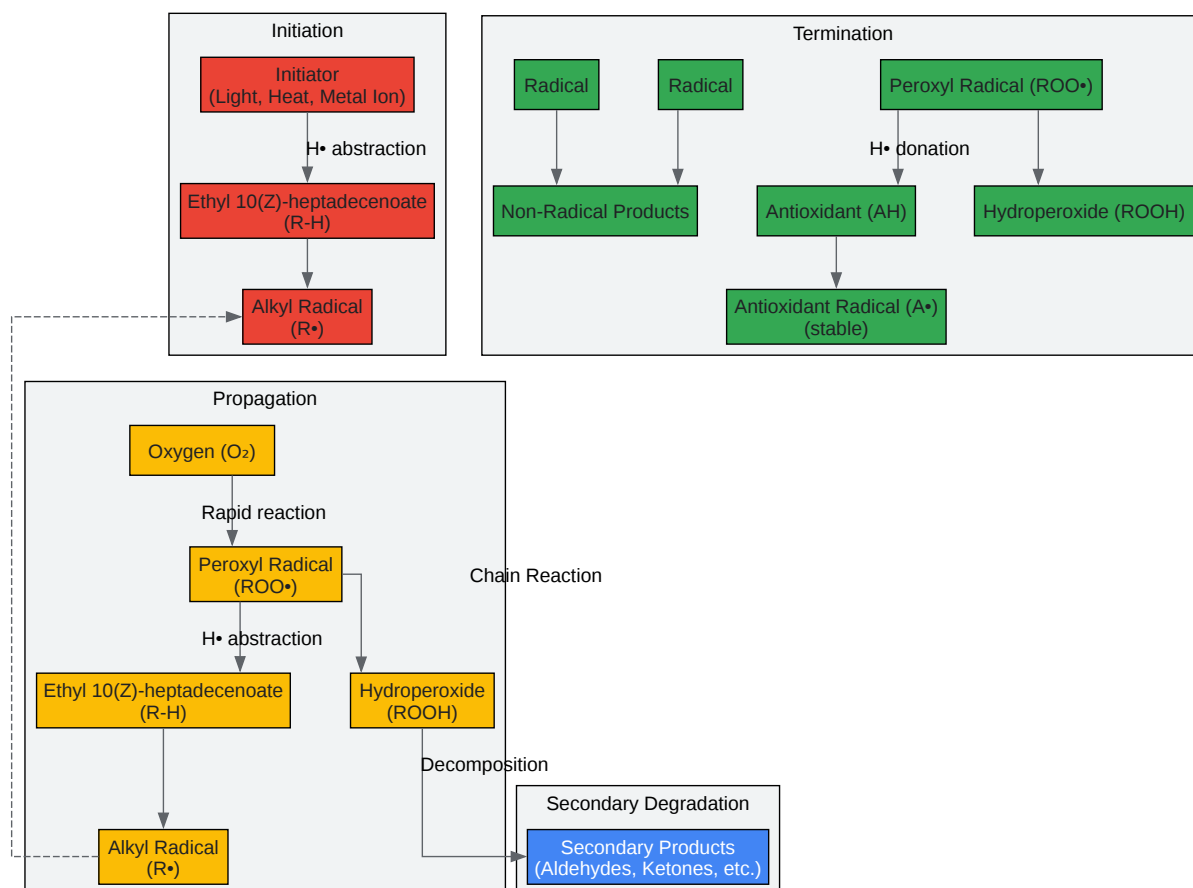 Initiation
Initiator
(Light, Heat, Metal Ion)
H• abstraction
Ethyl 10(Z)-heptadecenoate
(R-H)
Alkyl Radical
(R•)
Termination
Radical
Radical
Peroxyl Radical (ROO•)
H• donation
Non-Radical Products
Antioxidant (AH)
Hydroperoxide (ROOH)
Antioxidant Radical (A•)
(stable)
Propagation
Oxygen (O₂)
Rapid reaction
Peroxyl Radical
(ROO•)
Chain Reaction
H• abstraction
Ethyl 10(Z)-heptadecenoate
(R-H)
Hydroperoxide
(ROOH)
Decomposition
Alkyl Radical
(R•)
Secondary Degradation
Secondary Products
(Aldehydes, Ketones, etc.)